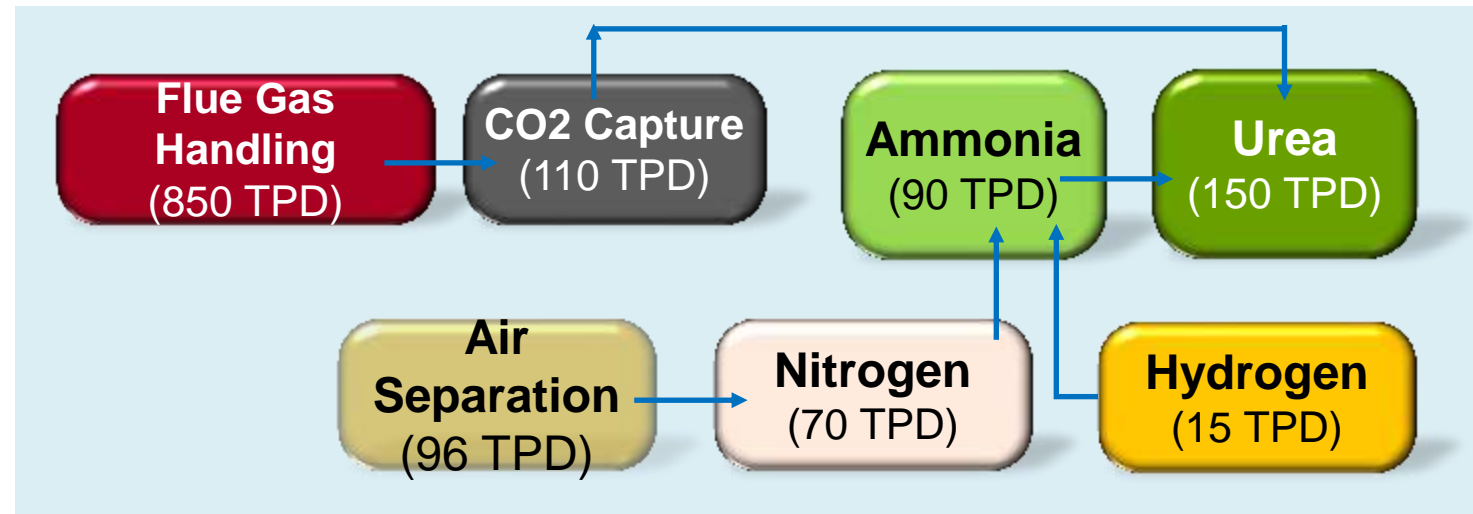 Flue Gas
Handling
(850 TPD)
CO2 Capture
(110 TPD)
Ammonia
(90 TPD)
Urea
(150 TPD)
Air
Separation
(96 TPD)
Nitrogen
(70 TPD)
Hydrogen
(15 TPD)